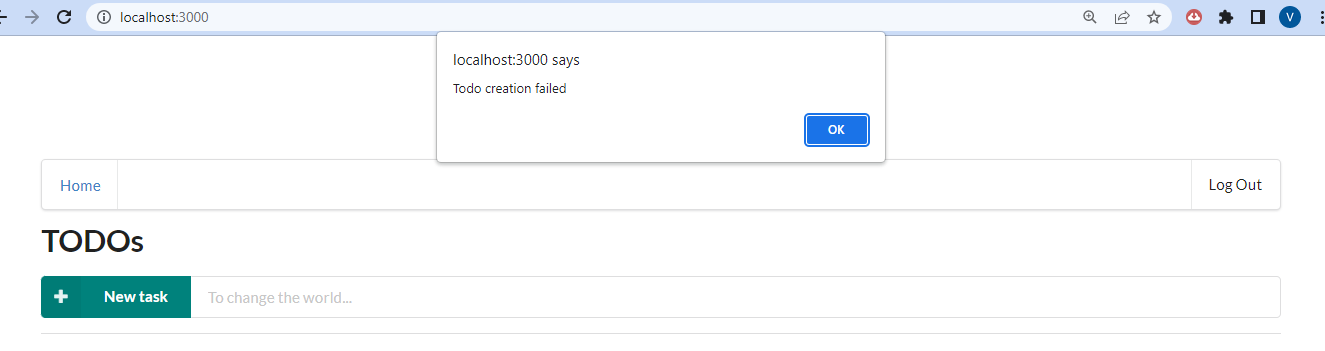 localhost:3000
V
localhost:3000 says
Todo creation failed
OK
Home
Log Out
TODOs
New task
To change the world...